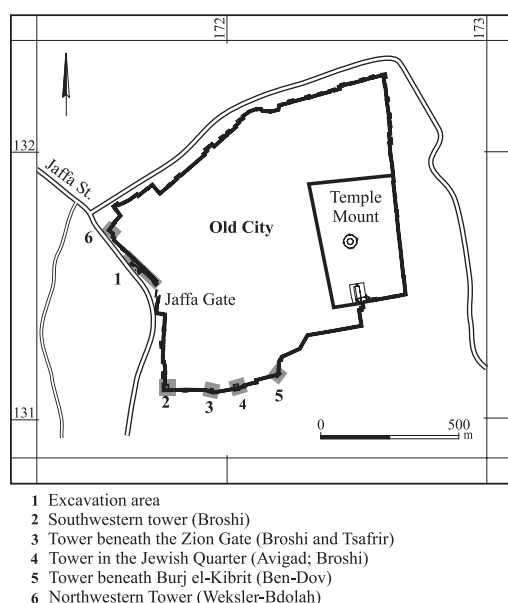 172
173
132
Jaffa St.
Temple
Mount
Old City
6
1
Jaffa Gate
2
3
4
5
131
0
500
m
1 Excavation area
2 Southwestern tower (Broshi)
3 Tower beneath the Zion Gate (Broshi and Tsafrir)
4 Tower in the Jewish Quarter (Avigad; Broshi)
5 Tower beneath Burj el-Kibrit (Ben-Dov)
6 Northwestern Tower (Weksler-Bdolah)